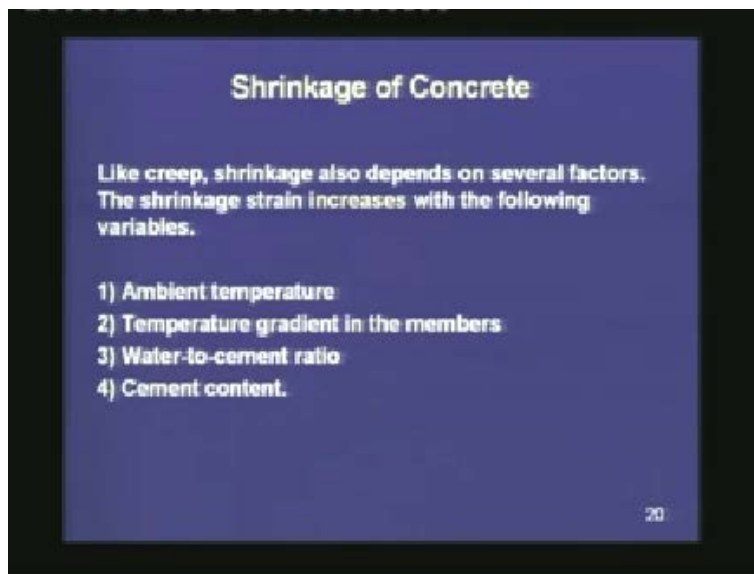 Shrinkage of Concrete
Like creep, shrinkage also depends on several factors.
The shrinkage strain increases with the following
variables.
1) Ambient temperature
2) Temperature gradient in the members
3) Water-to-cement ratio
4) Cement content.
20